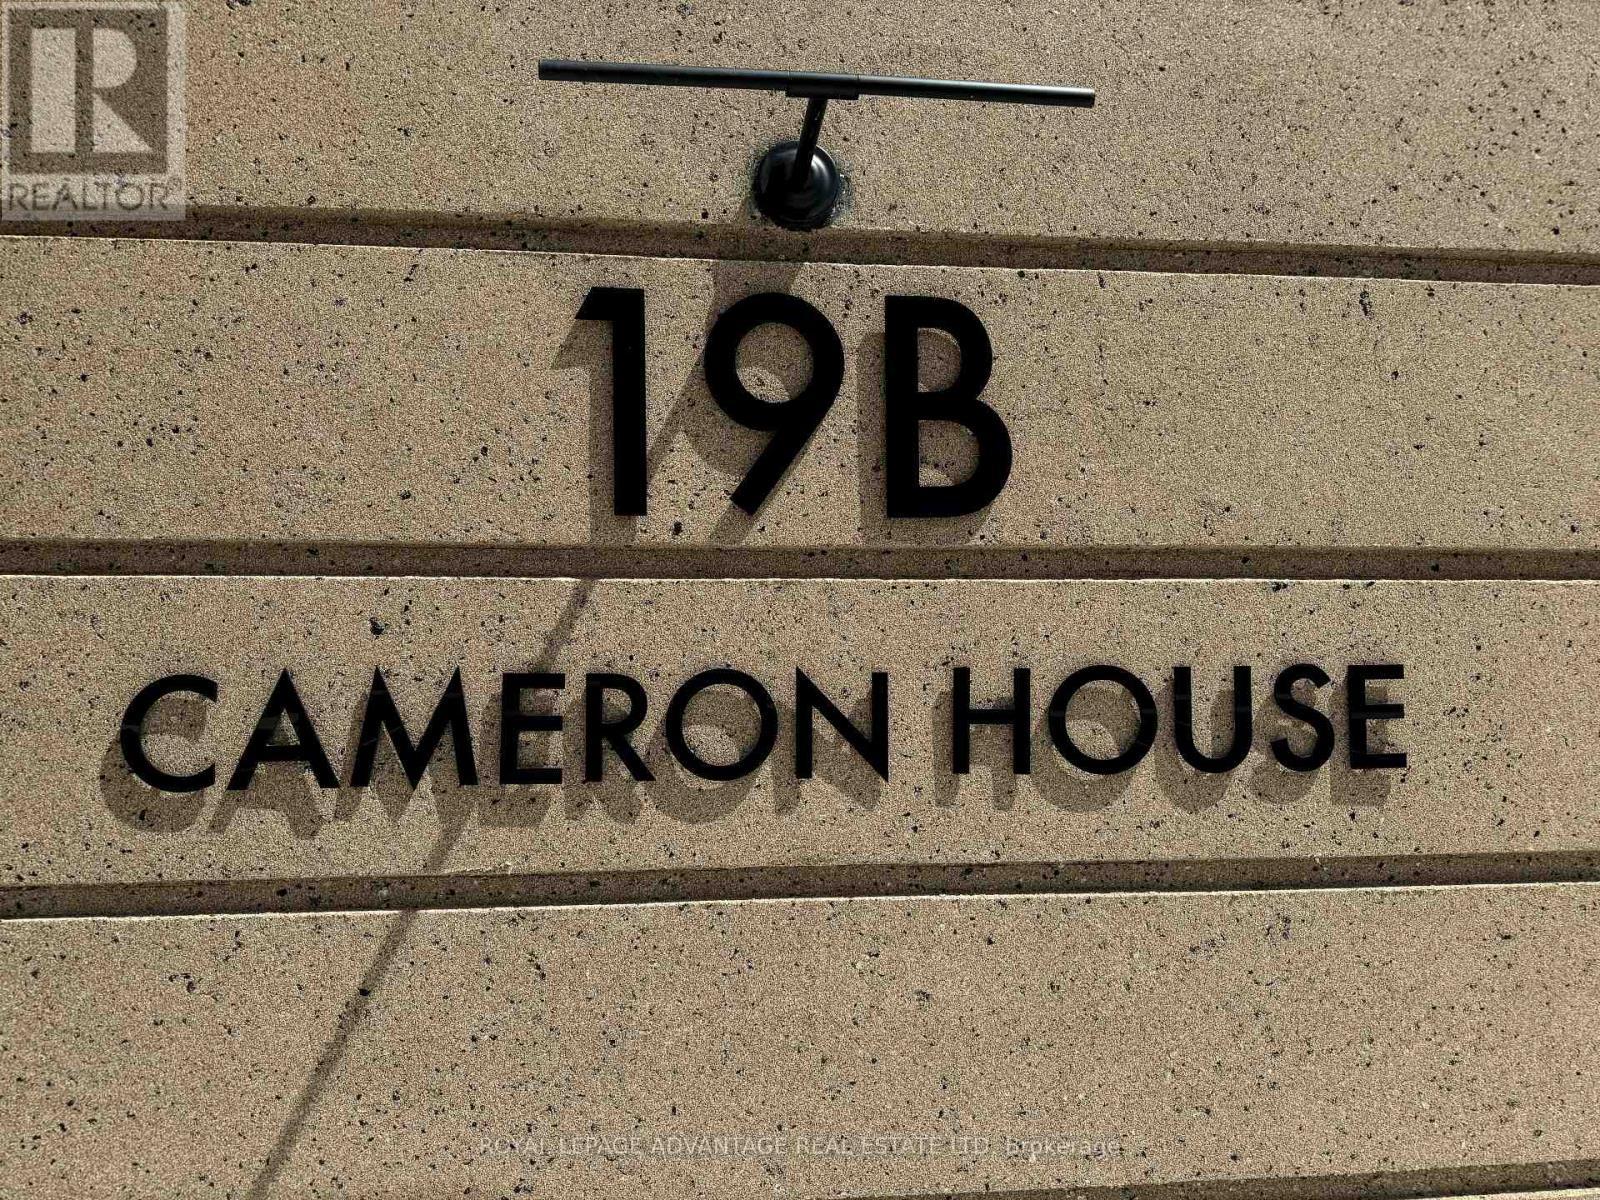 R
REALTOR®
19B
CAMERON HOUSE
ROYAL LEPAGE ADVANTAGE REAL ESTATE LTD, brokerage